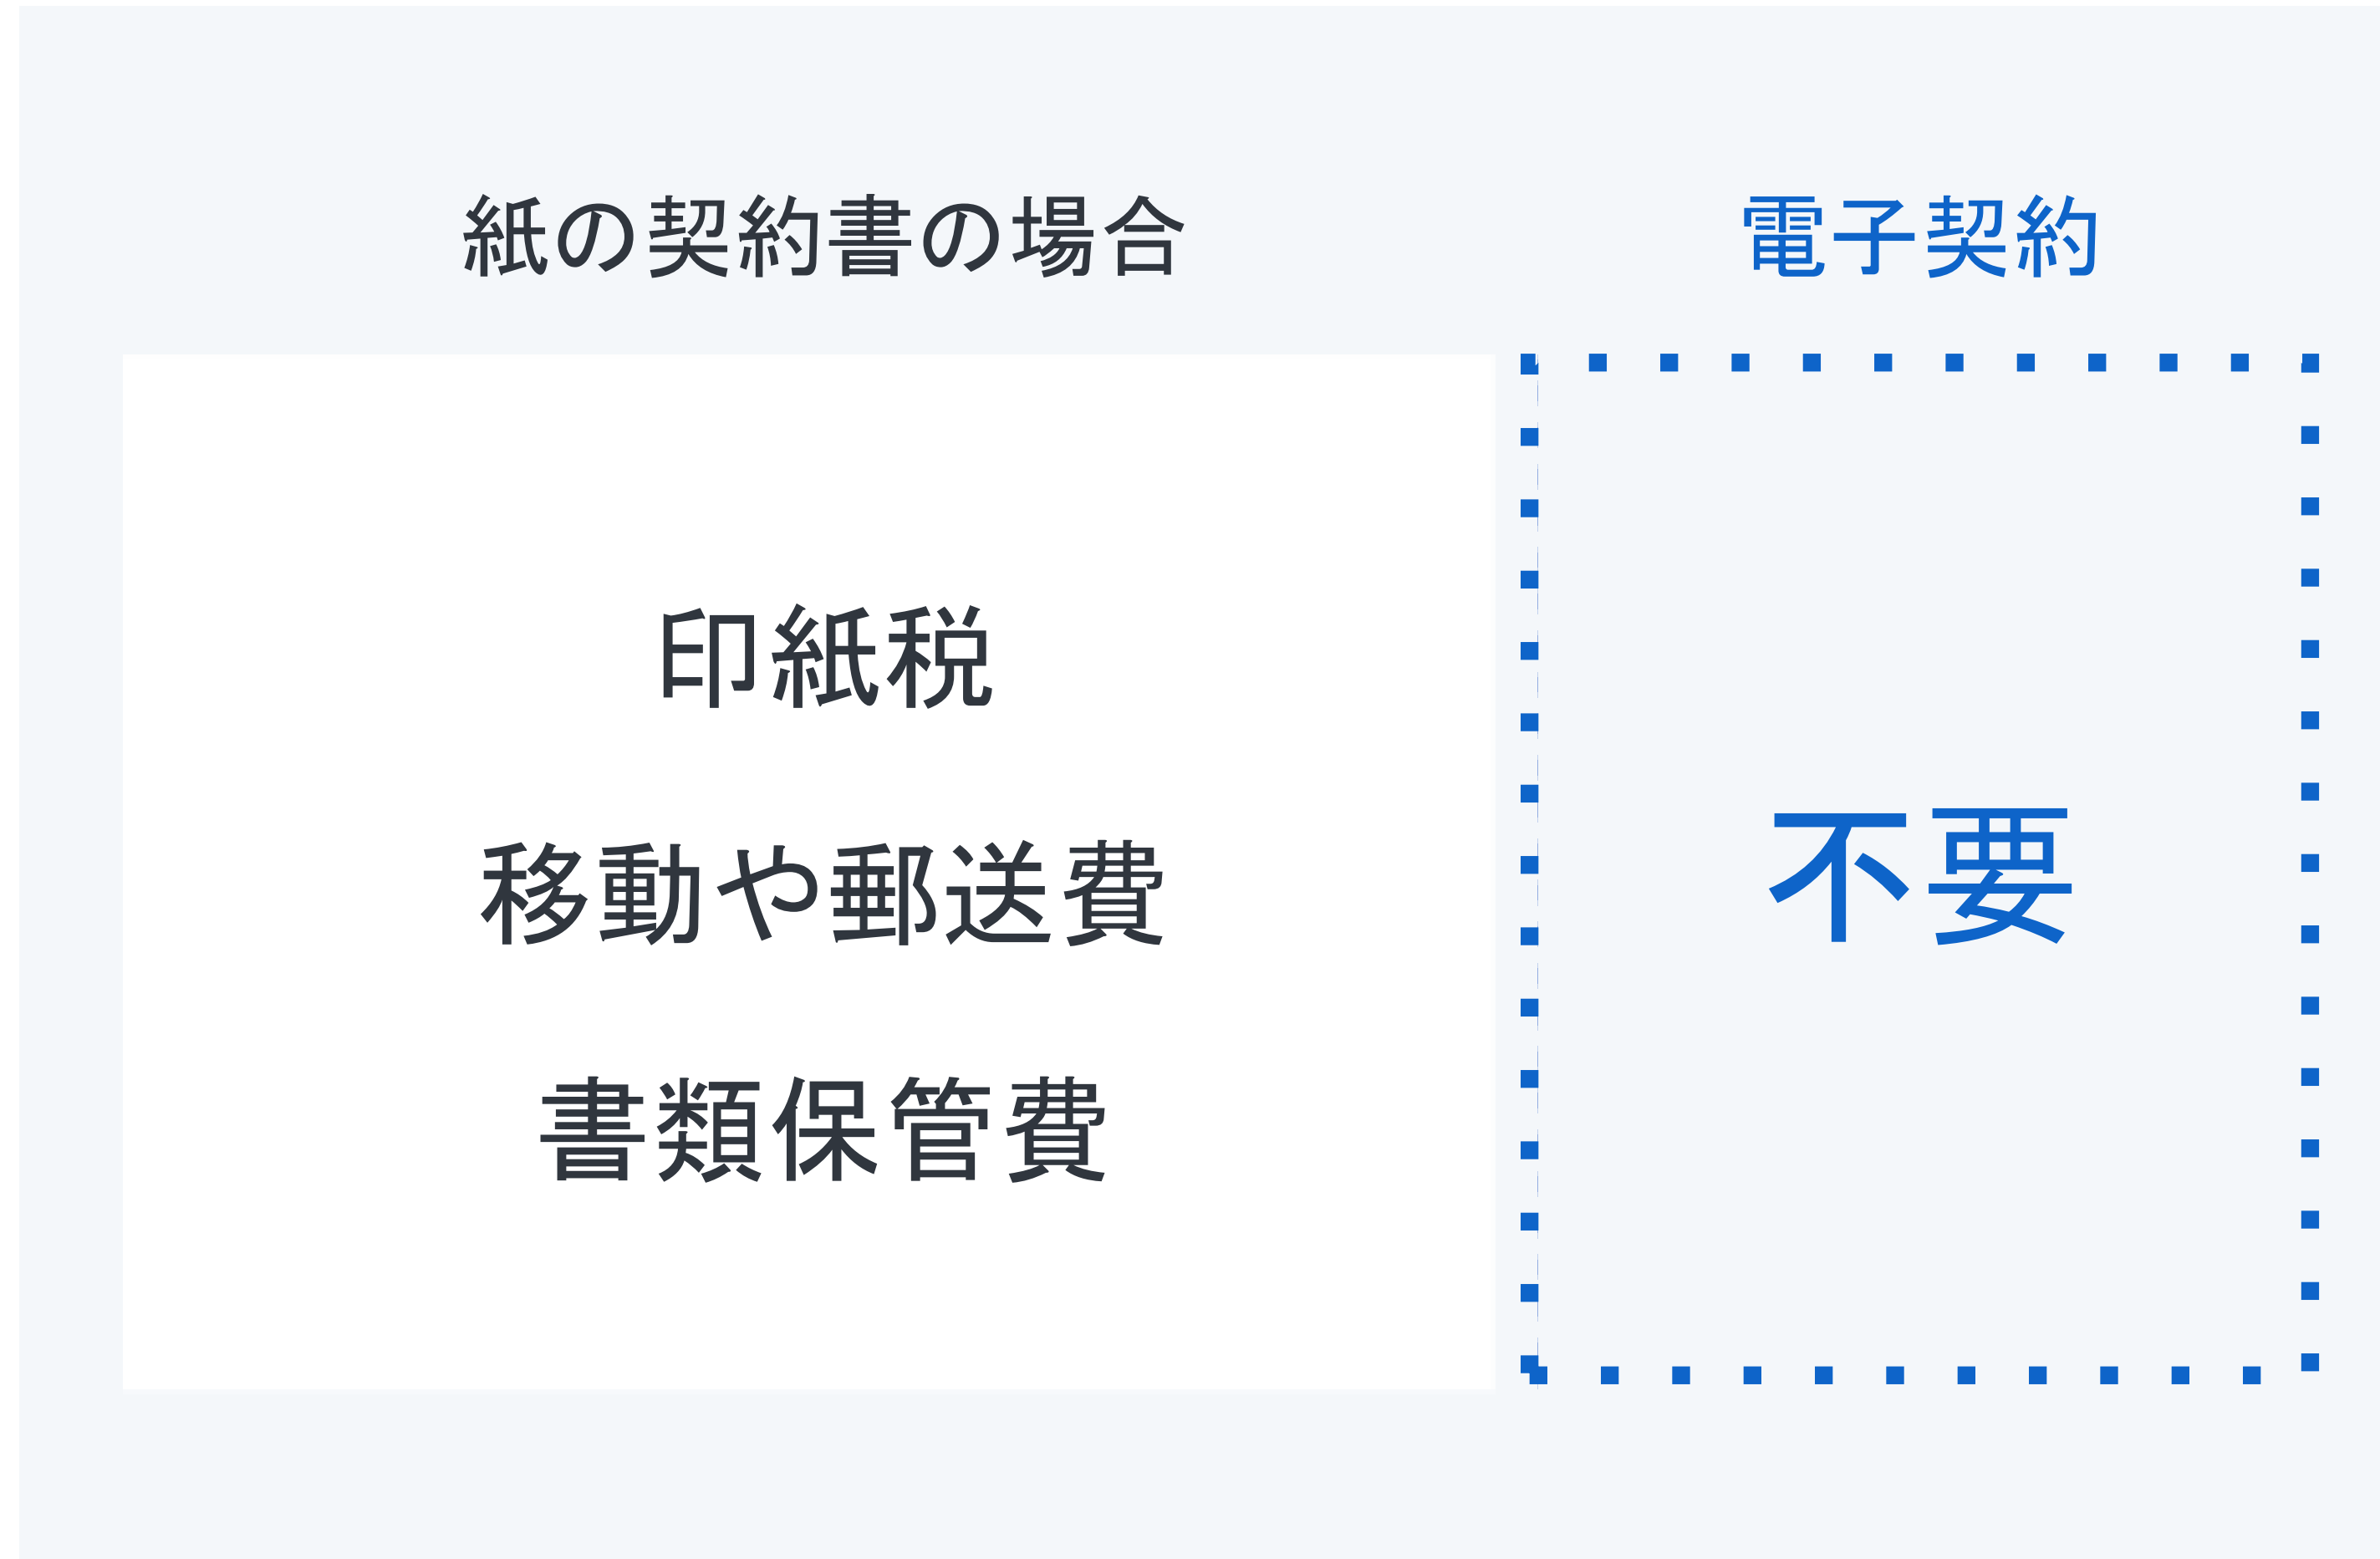 紙の契約書の場合
電子契約
印紙税
移動や郵送費
書類保管費
不要